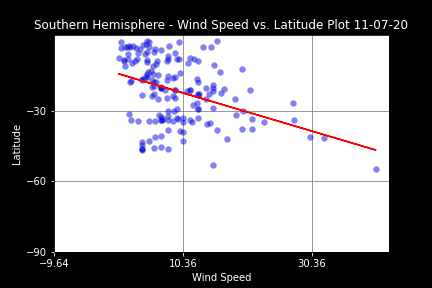 Southern Hemisphere - Wind Speed vs. Latitude Plot 11-07-20
Latitude
−30
−60
−90
−9.64
10.36
30.36
Wind Speed